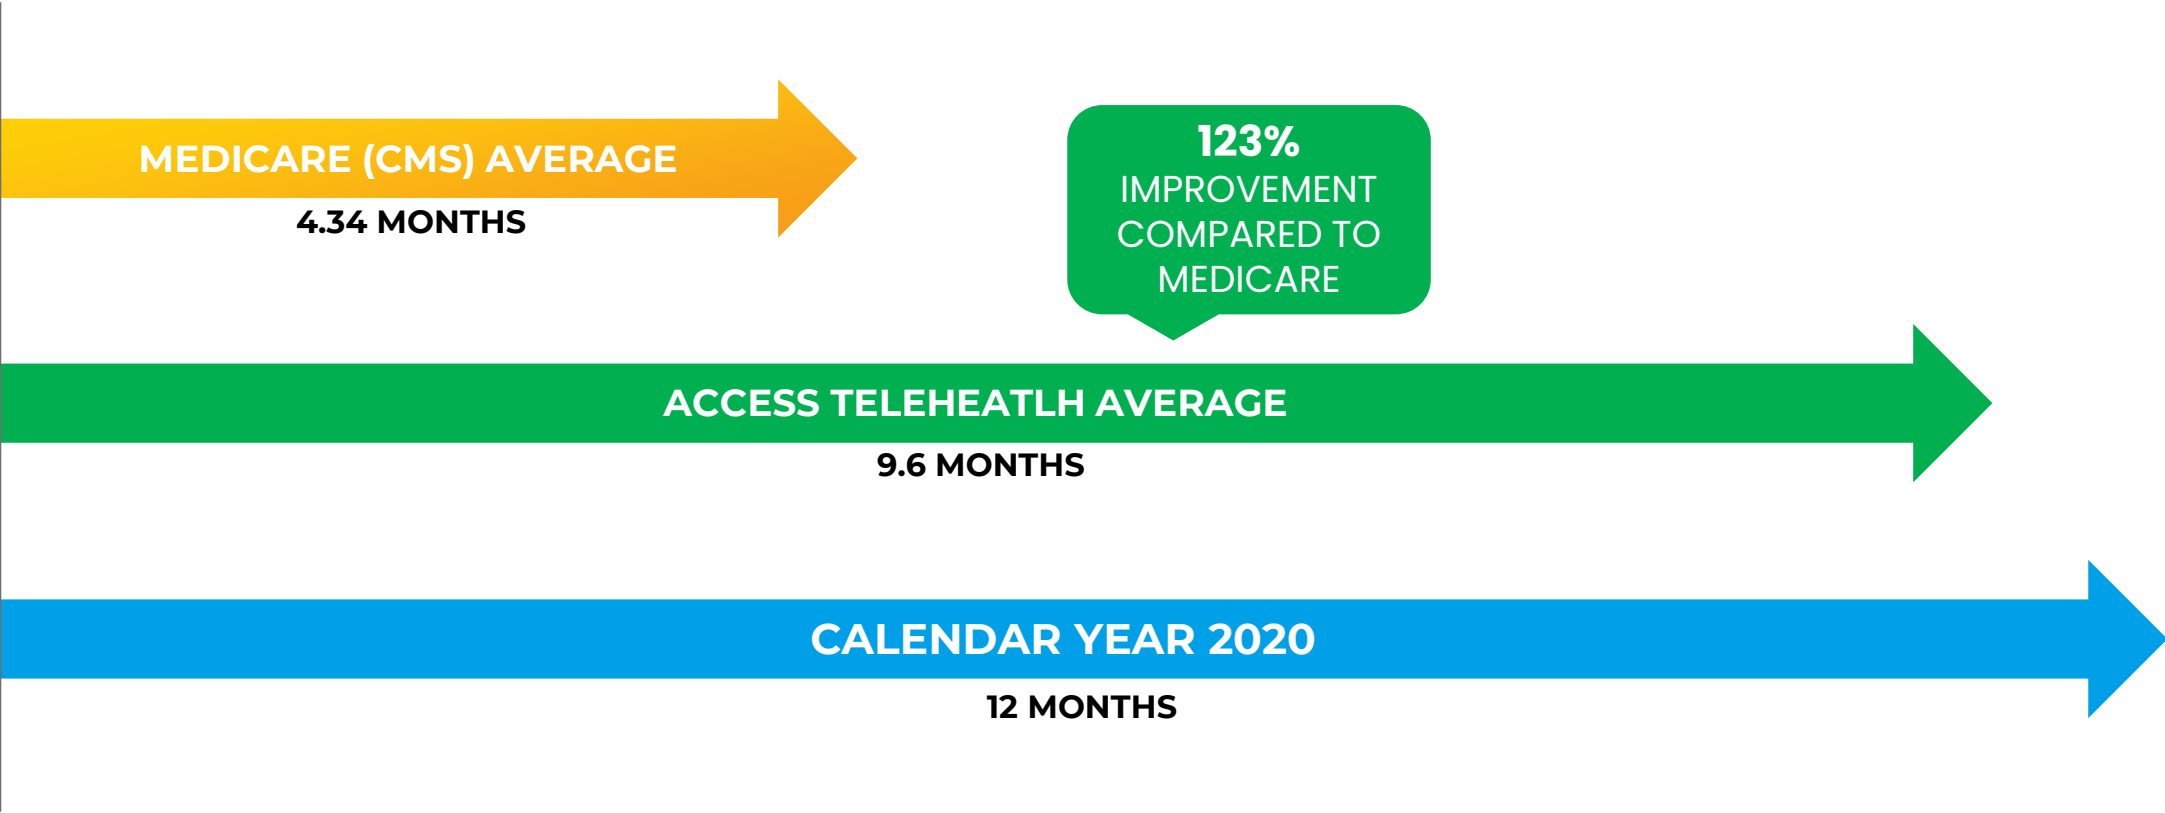 MEDICARE (CMS) AVERAGE
4.34 MONTHS
123%
IMPROVEMENT
COMPARED TO
MEDICARE
ACCESS TELEHEATLH AVERAGE
9.6 MONTHS
CALENDAR YEAR 2020
12 MONTHS